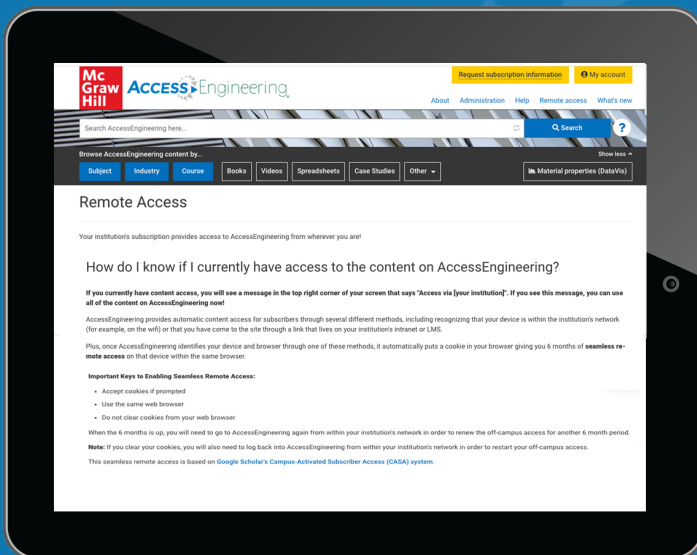 Mc
Graw
Hill
ACCESS Engineering
Request subscription information
My account
About Administration Help Remote access What's new
Search AccessEngineering here...
Search
?
Browse AccessEngineering content by...
Show less
Subject Industry Course Books Videos Spreadsheets Case Studies Other
Material properties (DataVis)
Remote Access
Your institution's subscription provides access to AccessEngineering from wherever you are!
How do I know if I currently have access to the content on AccessEngineering?
If you currently have content access, you will see a message in the top right corner of your screen that says "Access via [your institution]". If you see this message, you can use
all of the content on AccessEngineering now!
AccessEngineering provides automatic content access for subscribers through several different methods, including recognizing that your device is within the institution's network
(for example, on the wifi) or that you have come to the site through a link that lives on your institution's intranet or LMS.
Plus, once AccessEngineering identifies your device and browser through one of these methods, it automatically puts a cookie in your browser giving you 6 months of seamless re-
mote access on that device within the same browser.
Important Keys to Enabling Seamless Remote Access:
• Accept cookies if prompted
• Use the same web browser
• Do not clear cookies from your web browser
When the 6 months is up, you will need to go to AccessEngineering again from within your institution's network in order to renew the off-campus access for another 6 month period.
Note: If you clear your cookies, you will also need to log back into AccessEngineering from within your institution's network in order to restart your off-campus access.
This seamless remote access is based on Google Scholar's Campus-Activated Subscriber Access (CASA) system.